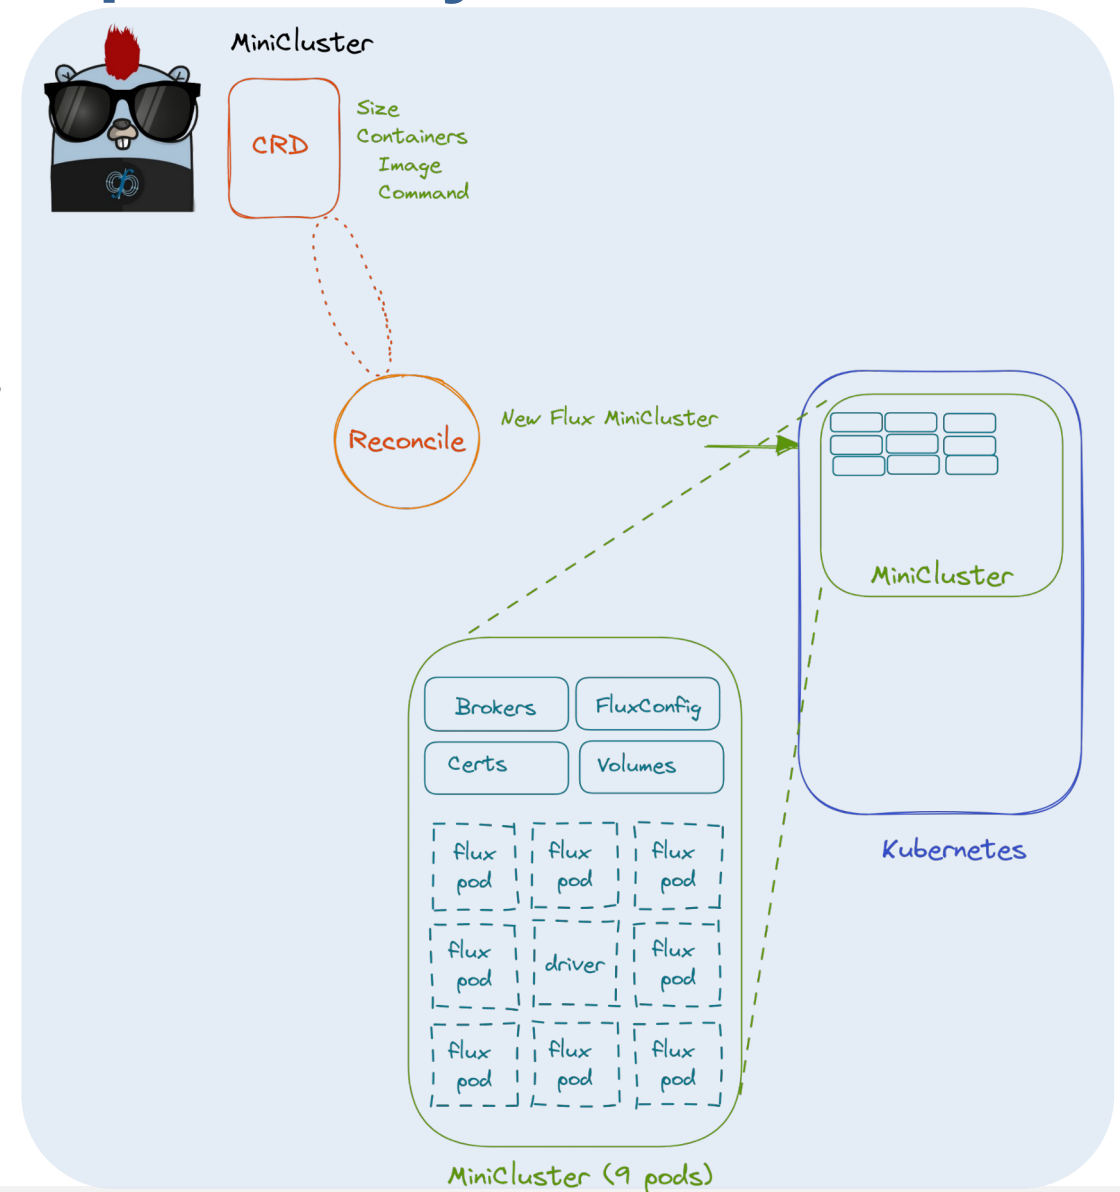 MiniCluster
CRD
Size
Containers
Image
Command
Reconcile
New Flux MiniCluster
MiniCluster
Kubernetes
Brokers
FluxConfig
Certs
Volumes
flux
pod
flux
pod
flux
pod
flux
pod
driver
flux
pod
flux
pod
flux
pod
flux
pod
MiniCluster (9 pods)